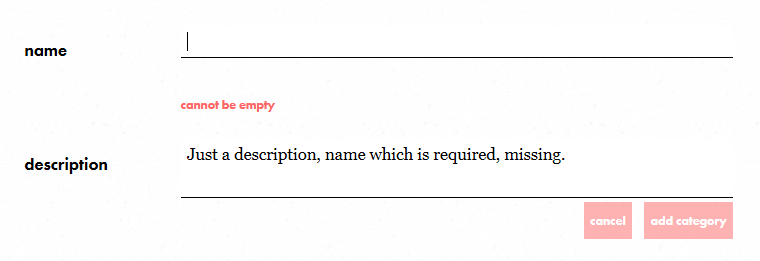 name
cannot be empty
description
Just a description, name which is required, missing.
cancel
add category